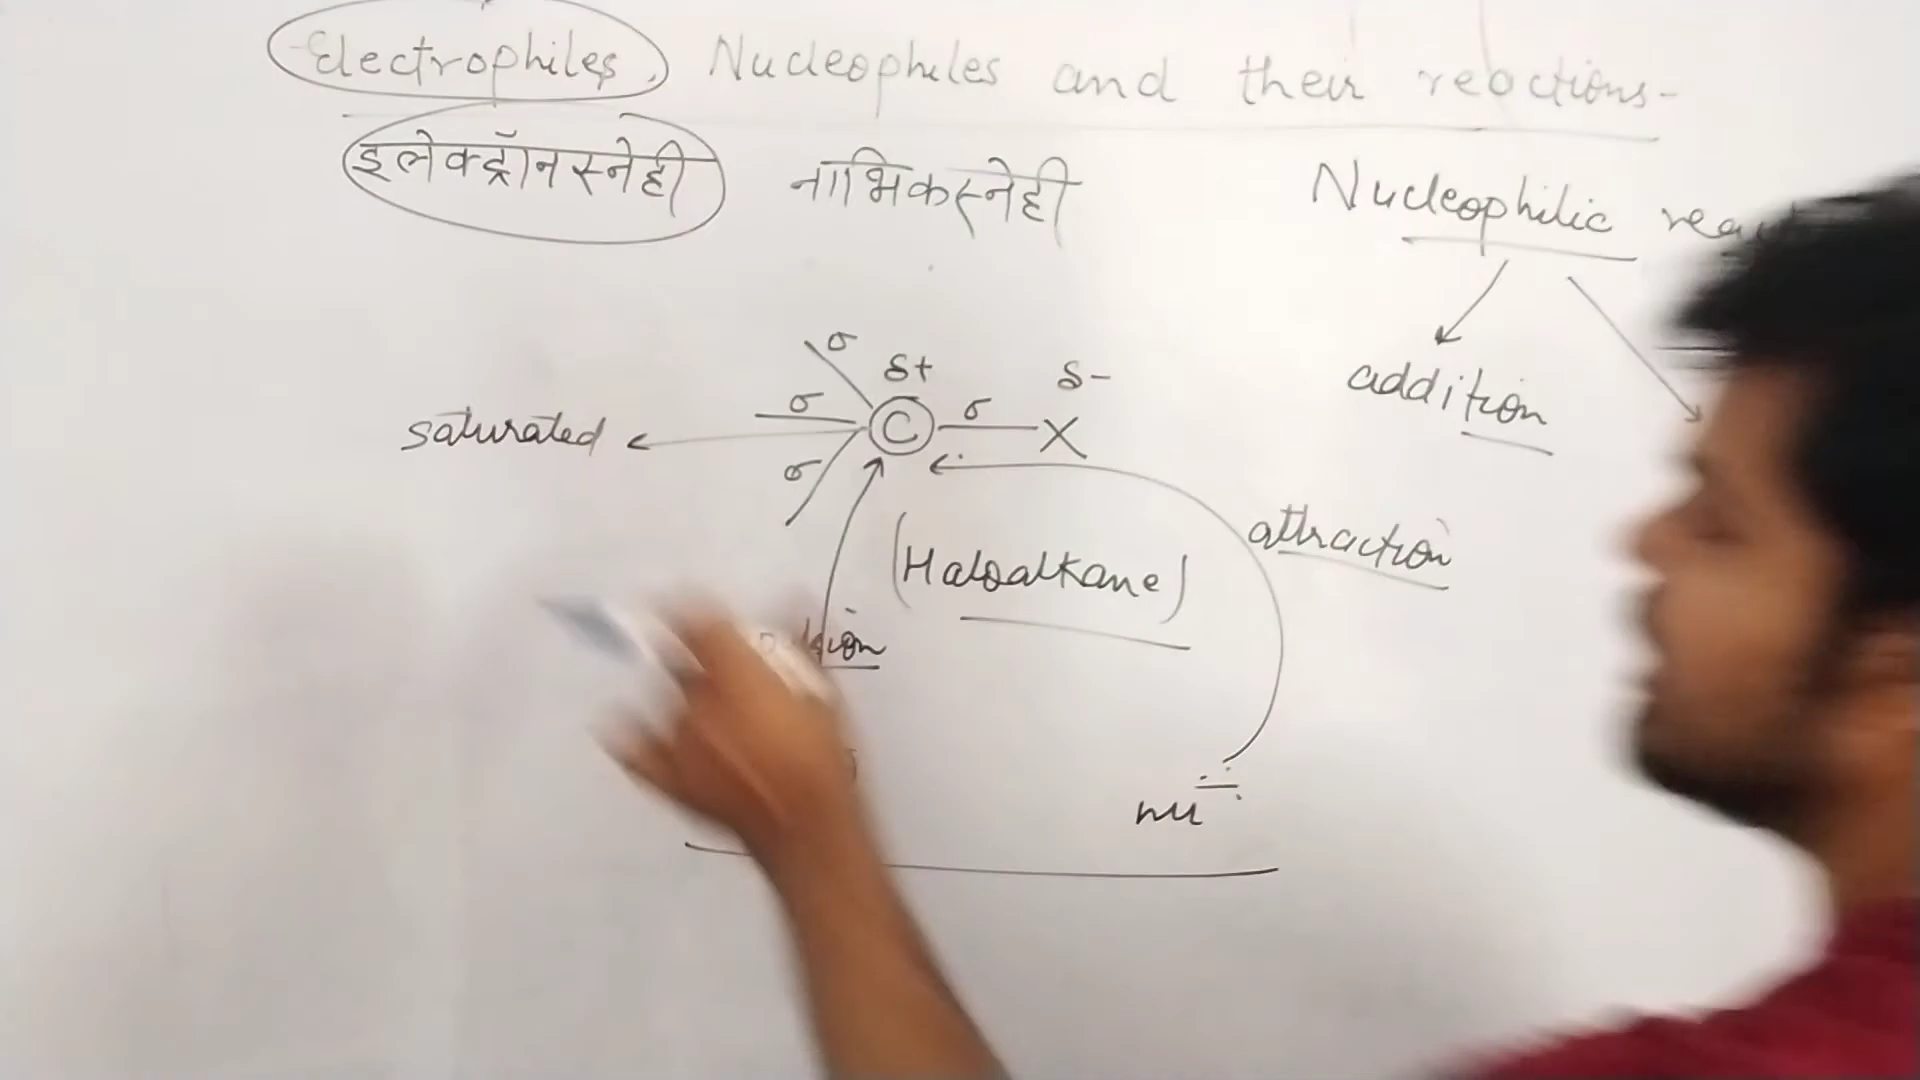 Electrophiles, Nucleophiles and their reactions-
इलेक्ट्रॉनस्नेही नाभिकस्नेही
Nucleophilic
addition
σ δ+ δ-
σ σ
saturated C X
σ
attraction
(Haloalkane)
nu